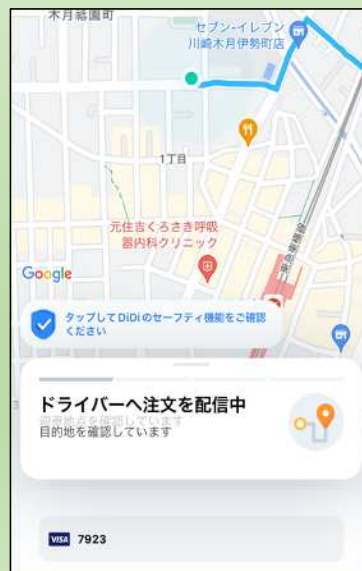 木月祗園町
セブン-イレブン
川崎木月伊勢町店
1丁目
元住吉くろさき呼吸
器内科クリニック
Google
タップしてDiDiのセーフティ機能をご確認
ください
ドライバーへ注文を配信中
目的地を確認しています
VISA 7923